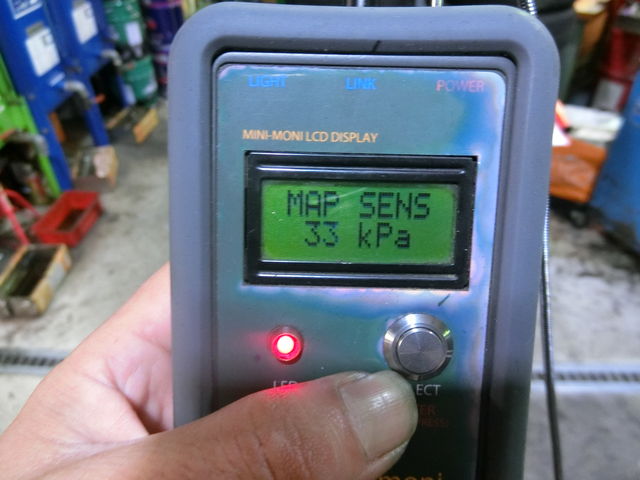 LIGHT LINK POWER
MINI-MONI LCD DISPLAY
MAP SENS
33 kPa